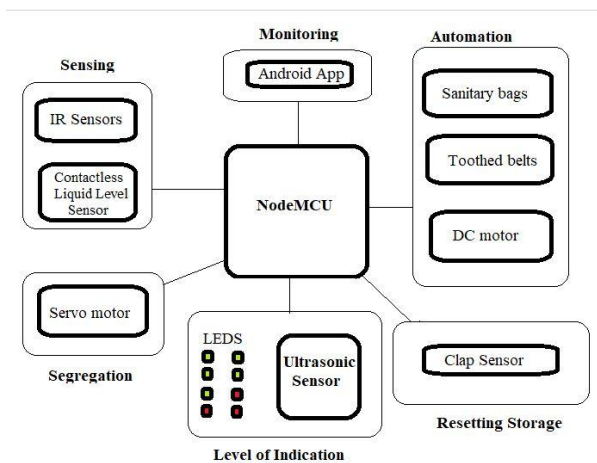 Monitoring
Android App
Automation
Sanitary bags
Toothed belts
DC motor
Sensing
IR Sensors
Contactless
Liquid Level
Sensor
NodeMCU
Servo motor
Segregation
LEDS
Ultrasonic
Sensor
Level of Indication
Clap Sensor
Resetting Storage